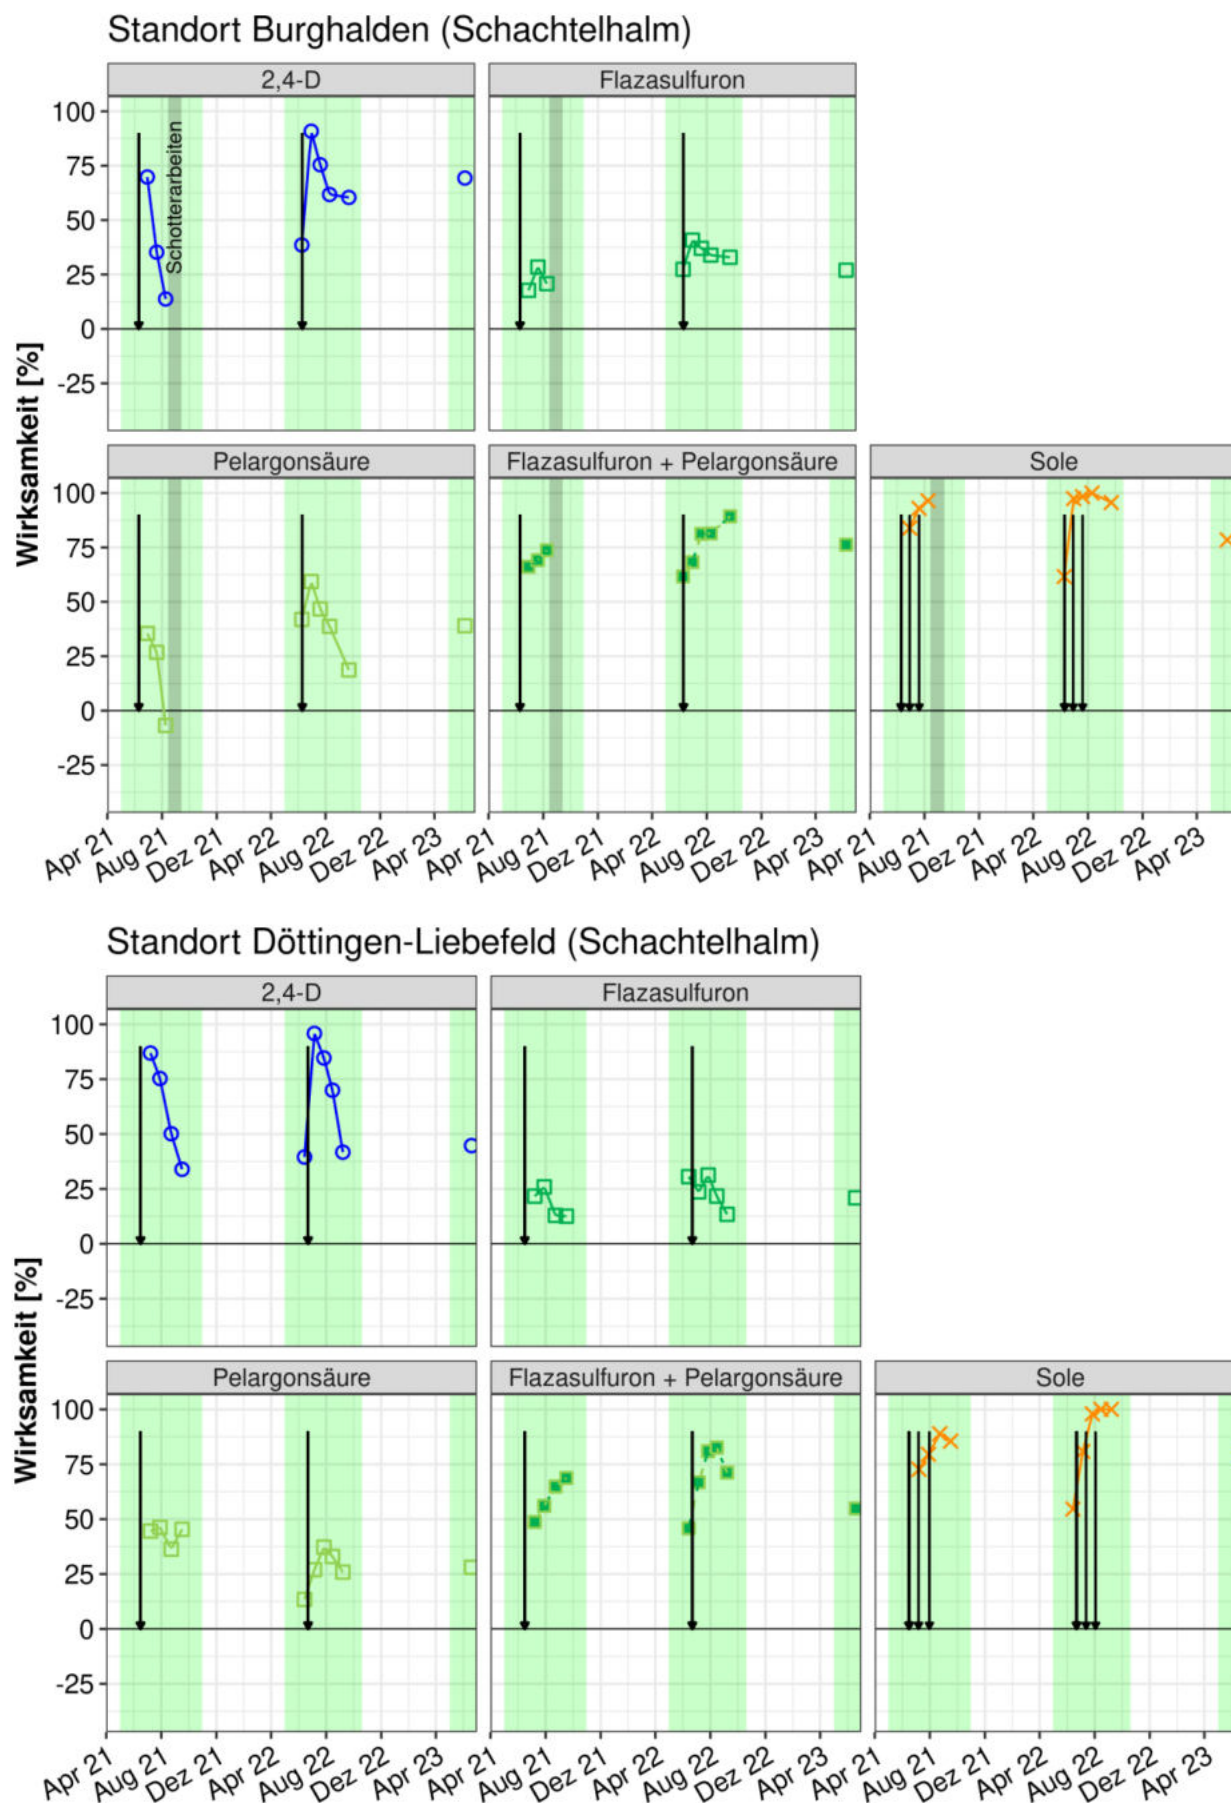 Standort Burghalden (Schachtelhalm)
2,4-D
Flazasulfuron
100
75
50
25
0
-25
Schotterarbeiten
Wirksamkeit [%]
Pelargonsäure
Flazasulfuron + Pelargonsäure
Sole
100
75
50
25
0
-25
Apr 21
Aug 21
Dez 21
Apr 22
Aug 22
Dez 22
Apr 23
Apr 21
Aug 21
Dez 21
Apr 22
Aug 22
Dez 22
Apr 23
Apr 21
Aug 21
Dez 21
Apr 22
Aug 22
Dez 22
Apr 23
Standort Döttingen-Liebefeld (Schachtelhalm)
2,4-D
Flazasulfuron
100
75
50
25
0
-25
Wirksamkeit [%]
Pelargonsäure
Flazasulfuron + Pelargonsäure
Sole
100
75
50
25
0
-25
Apr 21
Aug 21
Dez 21
Apr 22
Aug 22
Dez 22
Apr 23
Apr 21
Aug 21
Dez 21
Apr 22
Aug 22
Dez 22
Apr 23
Apr 21
Aug 21
Dez 21
Apr 22
Aug 22
Dez 22
Apr 23